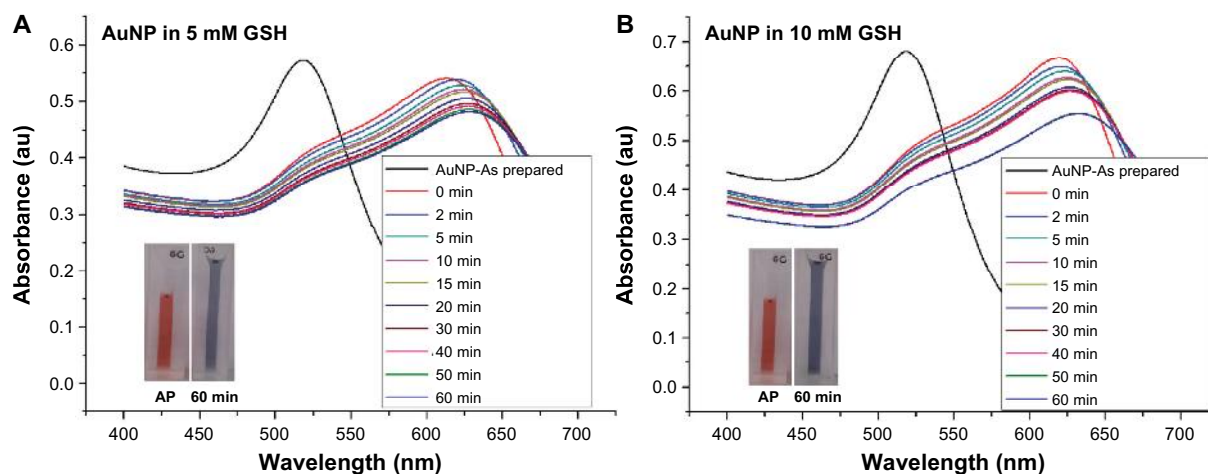 A
AuNP in 5 mM GSH
Absorbance (au)
0.6
0.5
0.4
0.3
0.2
0.1
0.0
AuNP-As prepared
0 min
2 min
5 min
10 min
15 min
20 min
30 min
40 min
50 min
60 min
AP 60 min
400 450 500 550 600 650 700
Wavelength (nm)
B
AuNP in 10 mM GSH
Absorbance (au)
0.7
0.6
0.5
0.4
0.3
0.2
0.1
0.0
AuNP-As prepared
0 min
2 min
5 min
10 min
15 min
20 min
30 min
40 min
50 min
60 min
AP 60 min
400 450 500 550 600 650 700
Wavelength (nm)